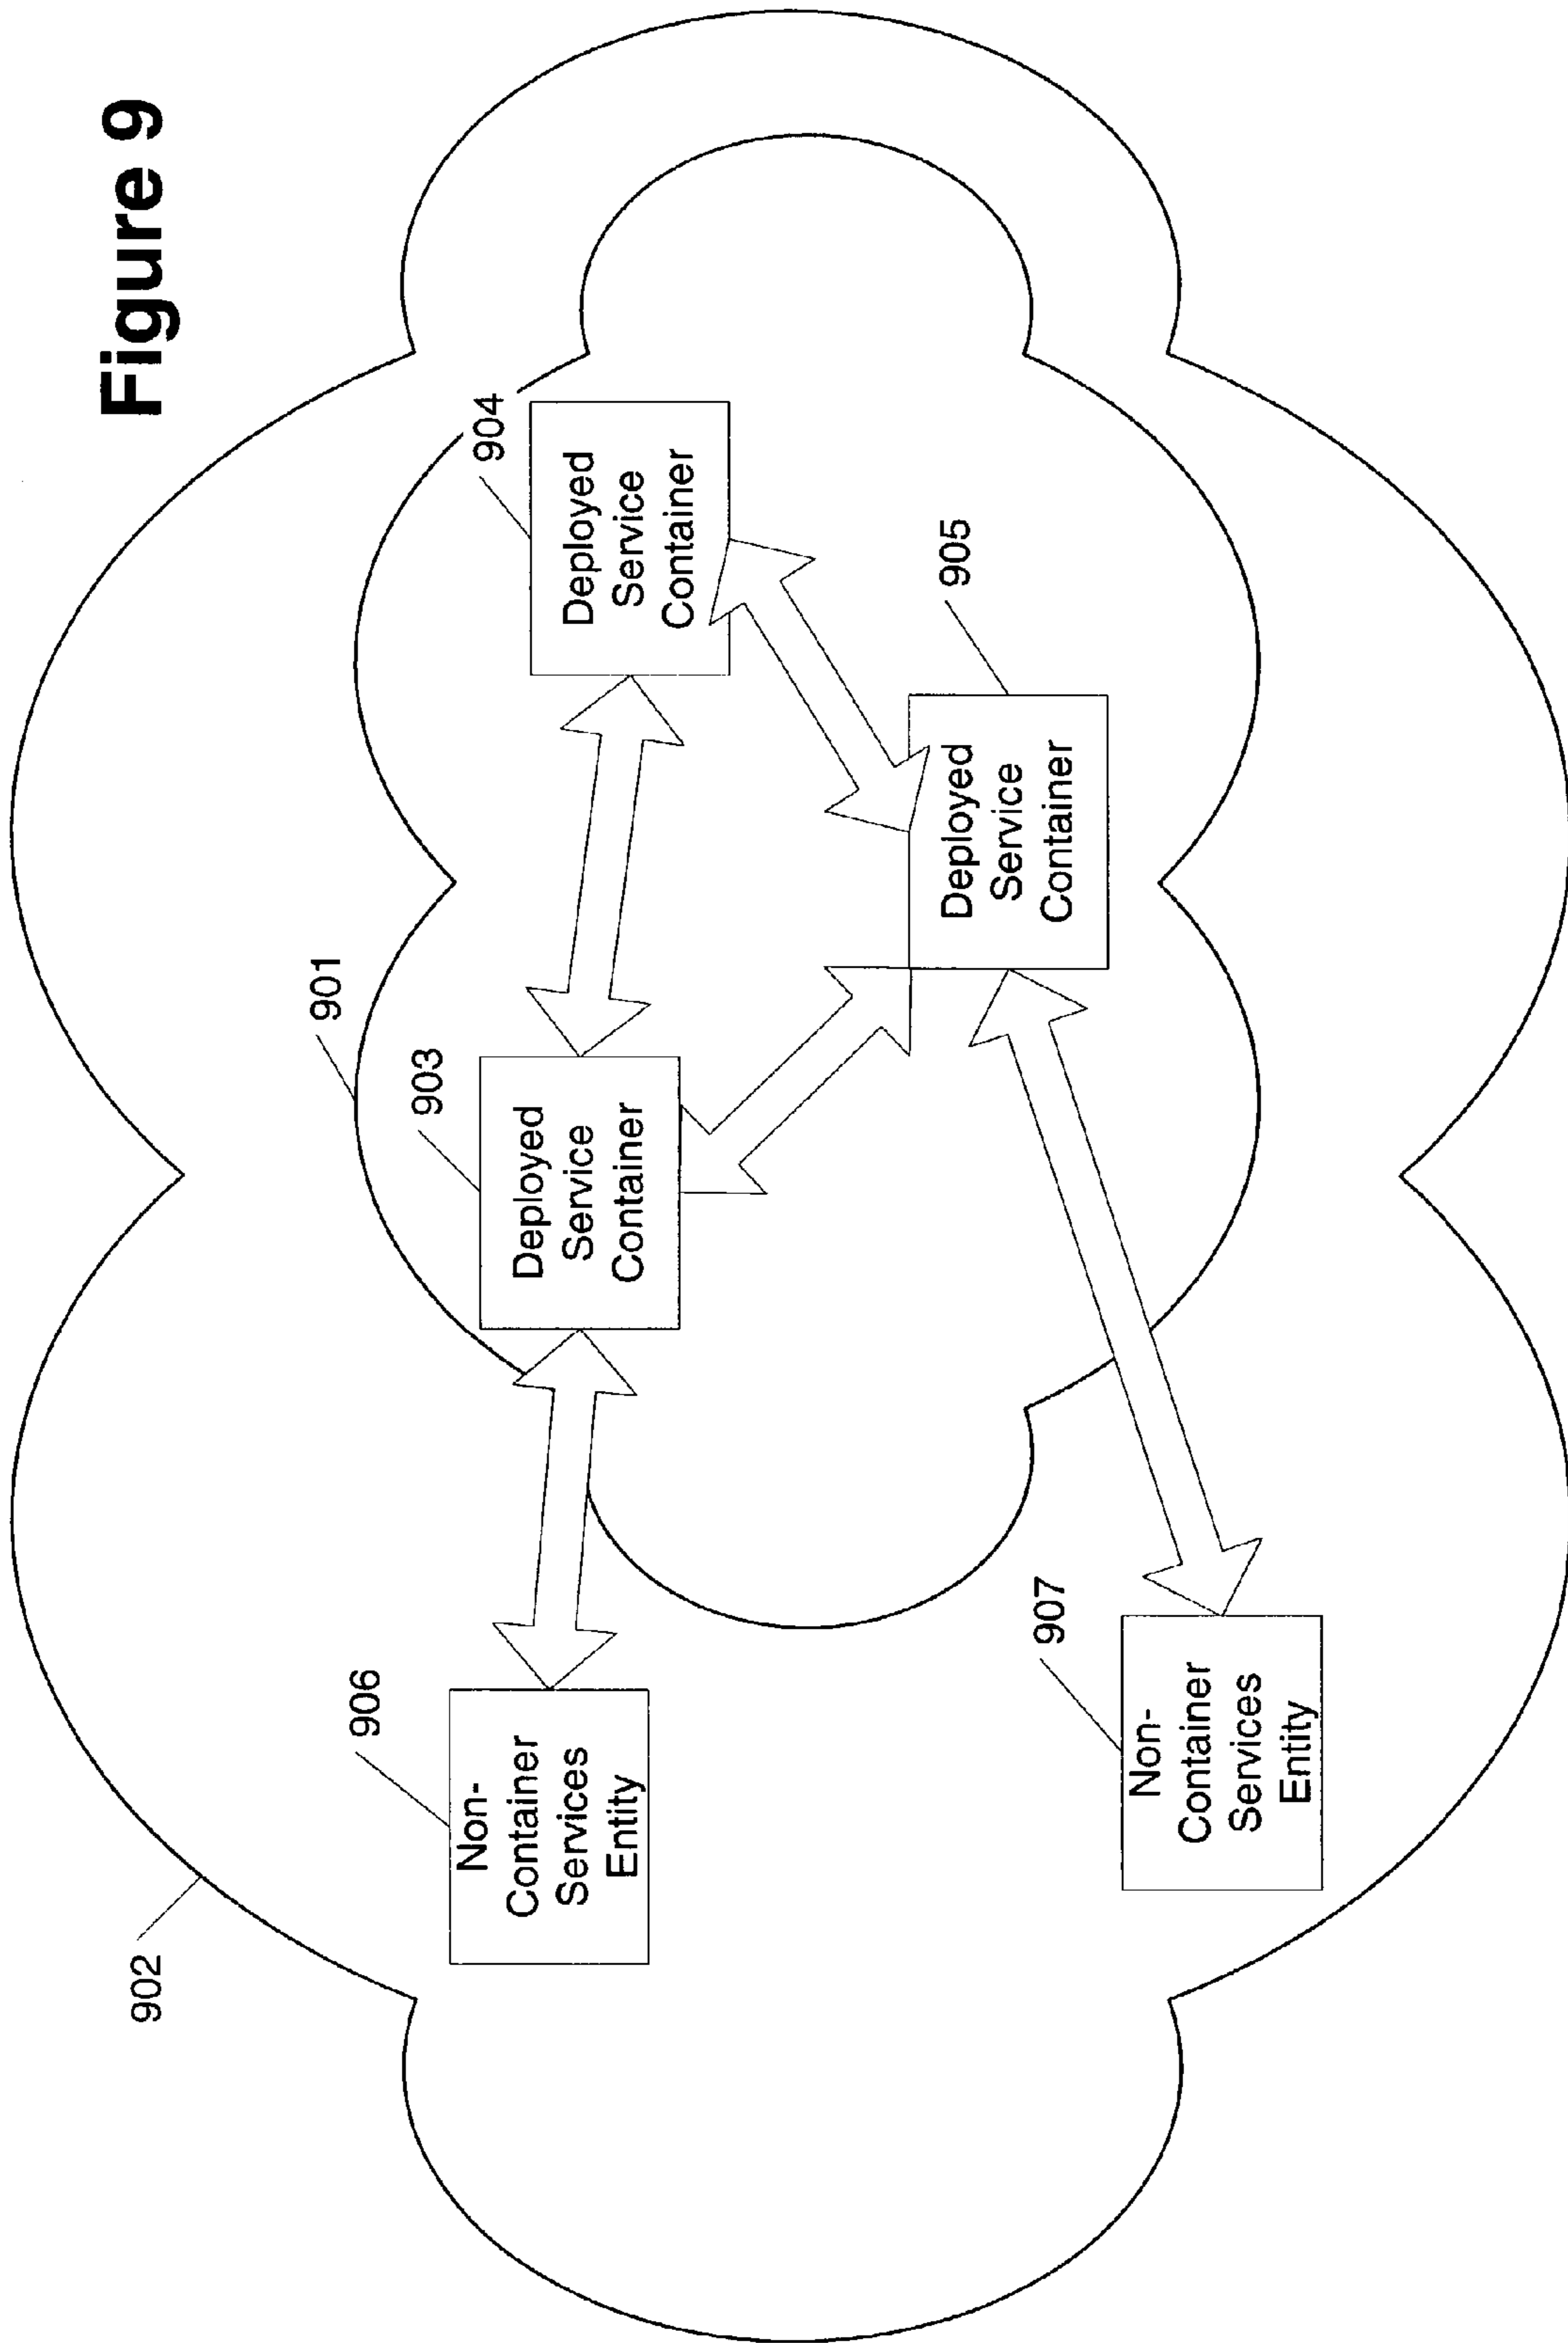 Figure 9
902
906
Non-
Container
Services
Entity
901
903
Deployed
Service
Container
904
Deployed
Service
Container
905
Deployed
Service
Container
907
Non-
Container
Services
Entity